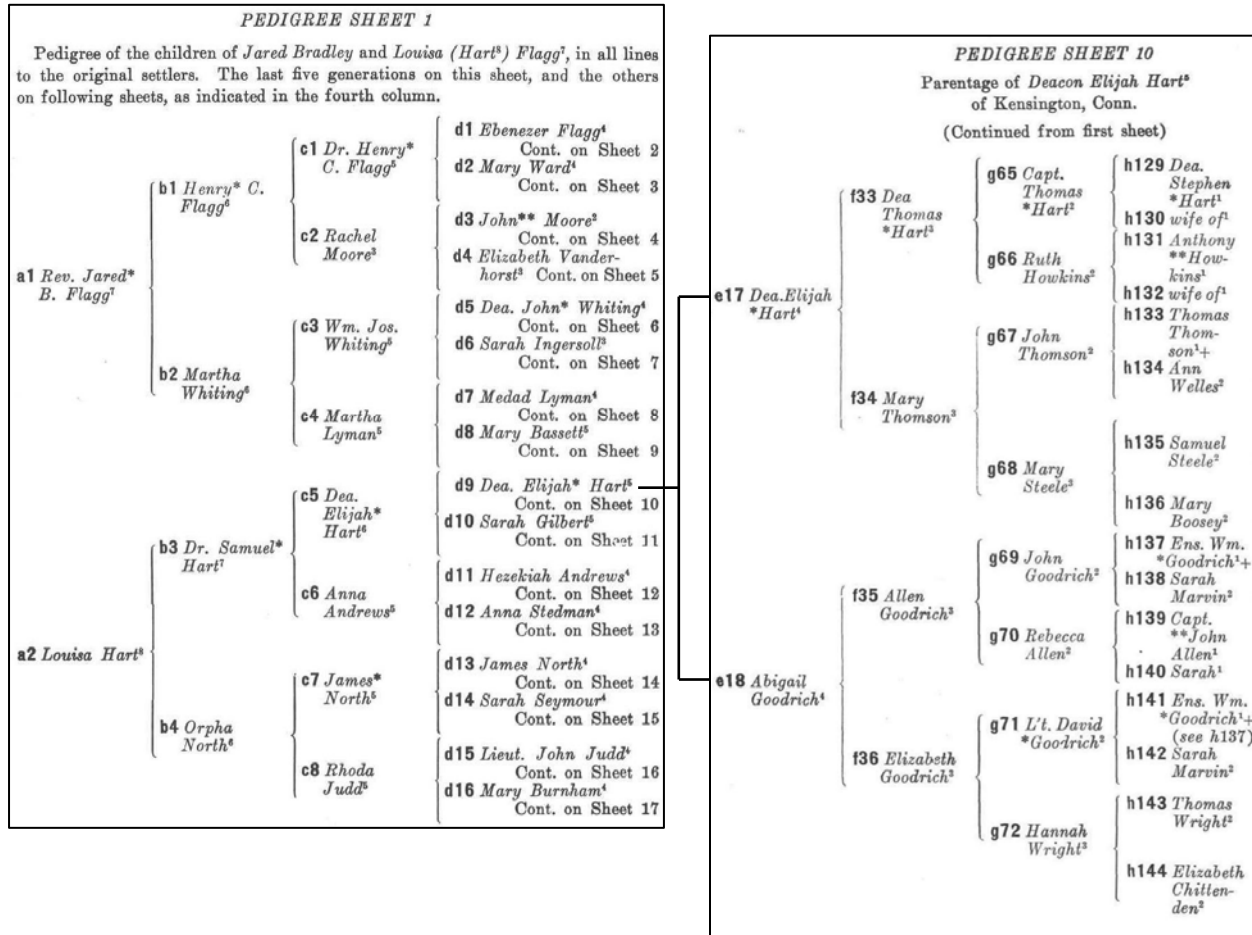 PEDIGREE SHEET 1
Pedigree of the children of Jared Bradley and Louisa (Hart⁸) Flagg⁷, in all lines
to the original settlers. The last five generations on this sheet, and the others
on following sheets, as indicated in the fourth column.
a1 Rev. Jared*
B. Flagg⁷
a2 Louisa Hart⁸
b1 Henry* C.
Flagg⁶
b2 Martha
Whiting⁶
b3 Dr. Samuel*
Hart⁷
b4 Orpha
North⁶
c1 Dr. Henry*
C. Flagg⁵
c2 Rachel
Moore³
c3 Wm. Jos.
Whiting⁵
c4 Martha
Lyman⁵
c5 Dea.
Elijah*
Hart⁶
c6 Anna
Andrews⁵
c7 James*
North⁵
c8 Rhoda
Judd⁵
d1 Ebenezer Flagg⁴
Cont. on Sheet 2
d2 Mary Ward⁴
Cont. on Sheet 3
d3 John** Moore²
Cont. on Sheet 4
d4 Elizabeth Vander-
horst³ Cont. on Sheet 5
d5 Dea. John* Whiting⁴
Cont. on Sheet 6
d6 Sarah Ingersoll³
Cont. on Sheet 7
d7 Medad Lyman⁴
Cont. on Sheet 8
d8 Mary Bassett⁵
Cont. on Sheet 9
d9 Dea. Elijah* Hart⁵
Cont. on Sheet 10
d10 Sarah Gilbert⁵
Cont. on Sheet 11
d11 Hezekiah Andrews⁴
Cont. on Sheet 12
d12 Anna Stedman⁴
Cont. on Sheet 13
d13 James North⁴
Cont. on Sheet 14
d14 Sarah Seymour⁴
Cont. on Sheet 15
d15 Lieut. John Judd⁴
Cont. on Sheet 16
d16 Mary Burnham⁴
Cont. on Sheet 17
PEDIGREE SHEET 10
Parentage of Deacon Elijah Hart⁵
of Kensington, Conn.
(Continued from first sheet)
e17 Dea.Elijah
*Hart⁴
e18 Abigail
Goodrich⁴
f33 Dea
Thomas
*Hart³
f34 Mary
Thomson³
f35 Allen
Goodrich³
f36 Elizabeth
Goodrich³
g65 Capt.
Thomas
*Hart²
g66 Ruth
Howkins²
g67 John
Thomson²
g68 Mary
Steele³
g69 John
Goodrich²
g70 Rebecca
Allen²
g71 L't. David
*Goodrich²
g72 Hannah
Wright³
h129 Dea.
Stephen
*Hart¹
h130 wife of¹
h131 Anthony
**How-
kins¹
h132 wife of¹
h133 Thomas
Thom-
son¹+
h134 Ann
Welles²
h135 Samuel
Steele²
h136 Mary
Boosey²
h137 Ens. Wm.
*Goodrich¹+
h138 Sarah
Marvin²
h139 Capt.
**John
Allen¹
h140 Sarah¹
h141 Ens. Wm.
*Goodrich¹+
(see h137)
h142 Sarah
Marvin²
h143 Thomas
Wright²
h144 Elizabeth
Chitten-
den²